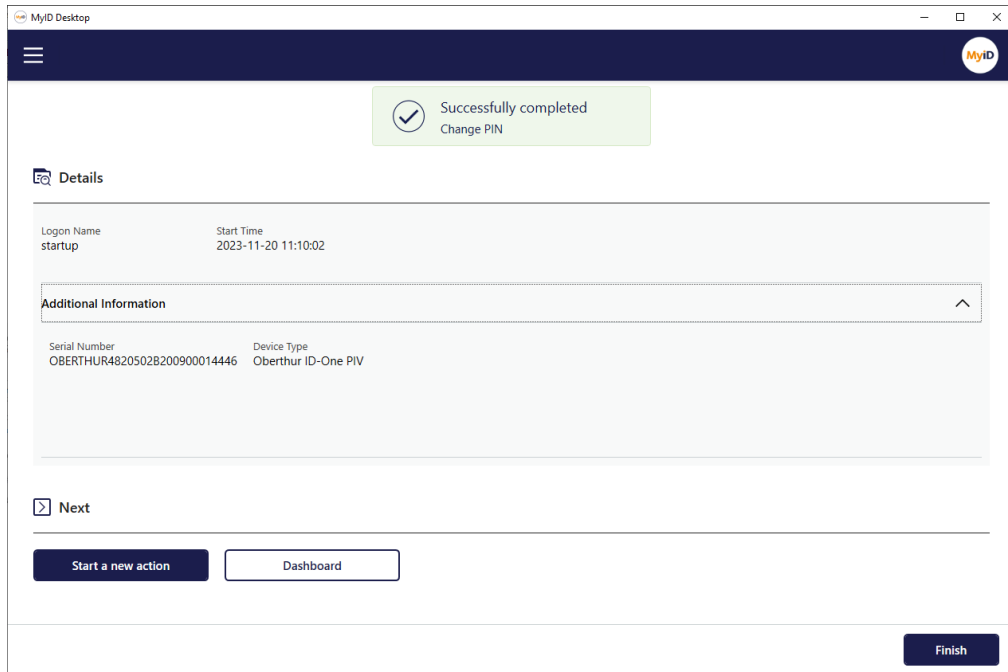 MyID Desktop
MyiD
Successfully completed
Change PIN
Details
Logon Name Start Time
startup 2023-11-20 11:10:02
Additional Information
Serial Number Device Type
OBERTHUR4820502B200900014446 Oberthur ID-One PIV
Next
Start a new action Dashboard
Finish